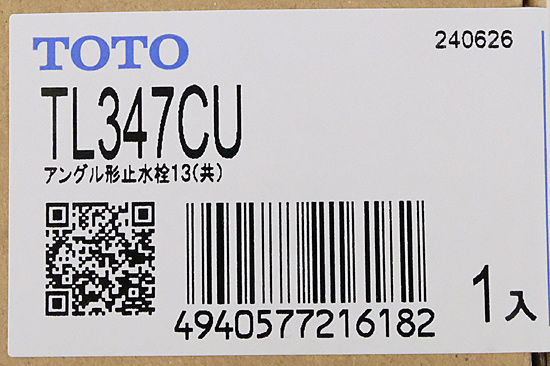 TOTO
240626
TL347CU
アングル形止水栓13(共)
4940577216182
1入